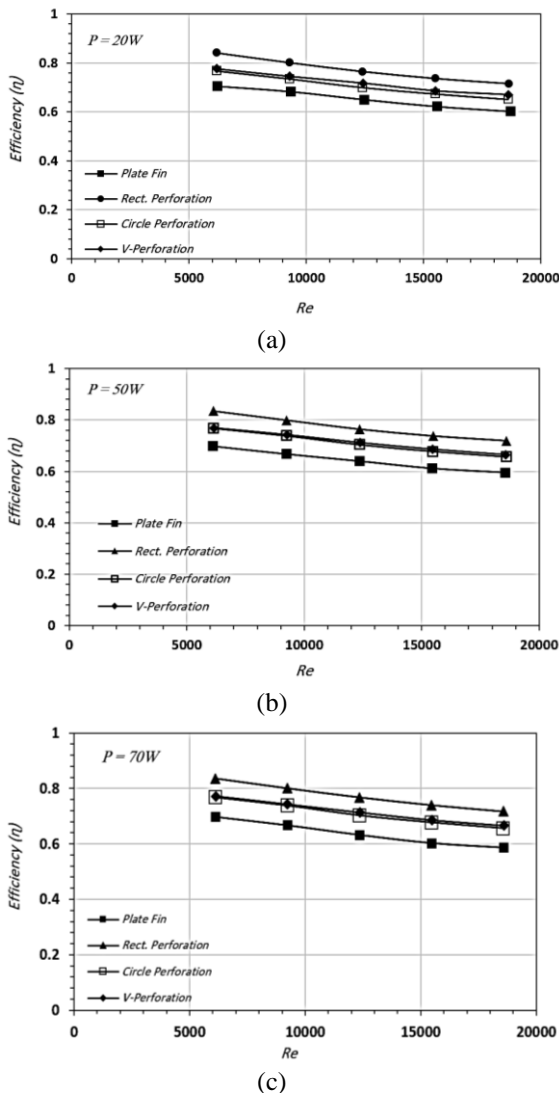 P = 20W
1
0.8
0.6
0.4
0.2
0
Efficiency (η)
Plate Fin
Rect. Perforation
Circle Perforation
V-Perforation
0 5000 10000 15000 20000
Re
(a)
P = 50W
1
0.8
0.6
0.4
0.2
0
Efficiency (η)
Plate Fin
Rect. Perforation
Circle Perforation
V-Perforation
0 5000 10000 15000 20000
Re
(b)
P = 70W
1
0.8
0.6
0.4
0.2
0
Efficiency (η)
Plate Fin
Rect. Perforation
Circle Perforation
V-Perforation
0 5000 10000 15000 20000
Re
(c)